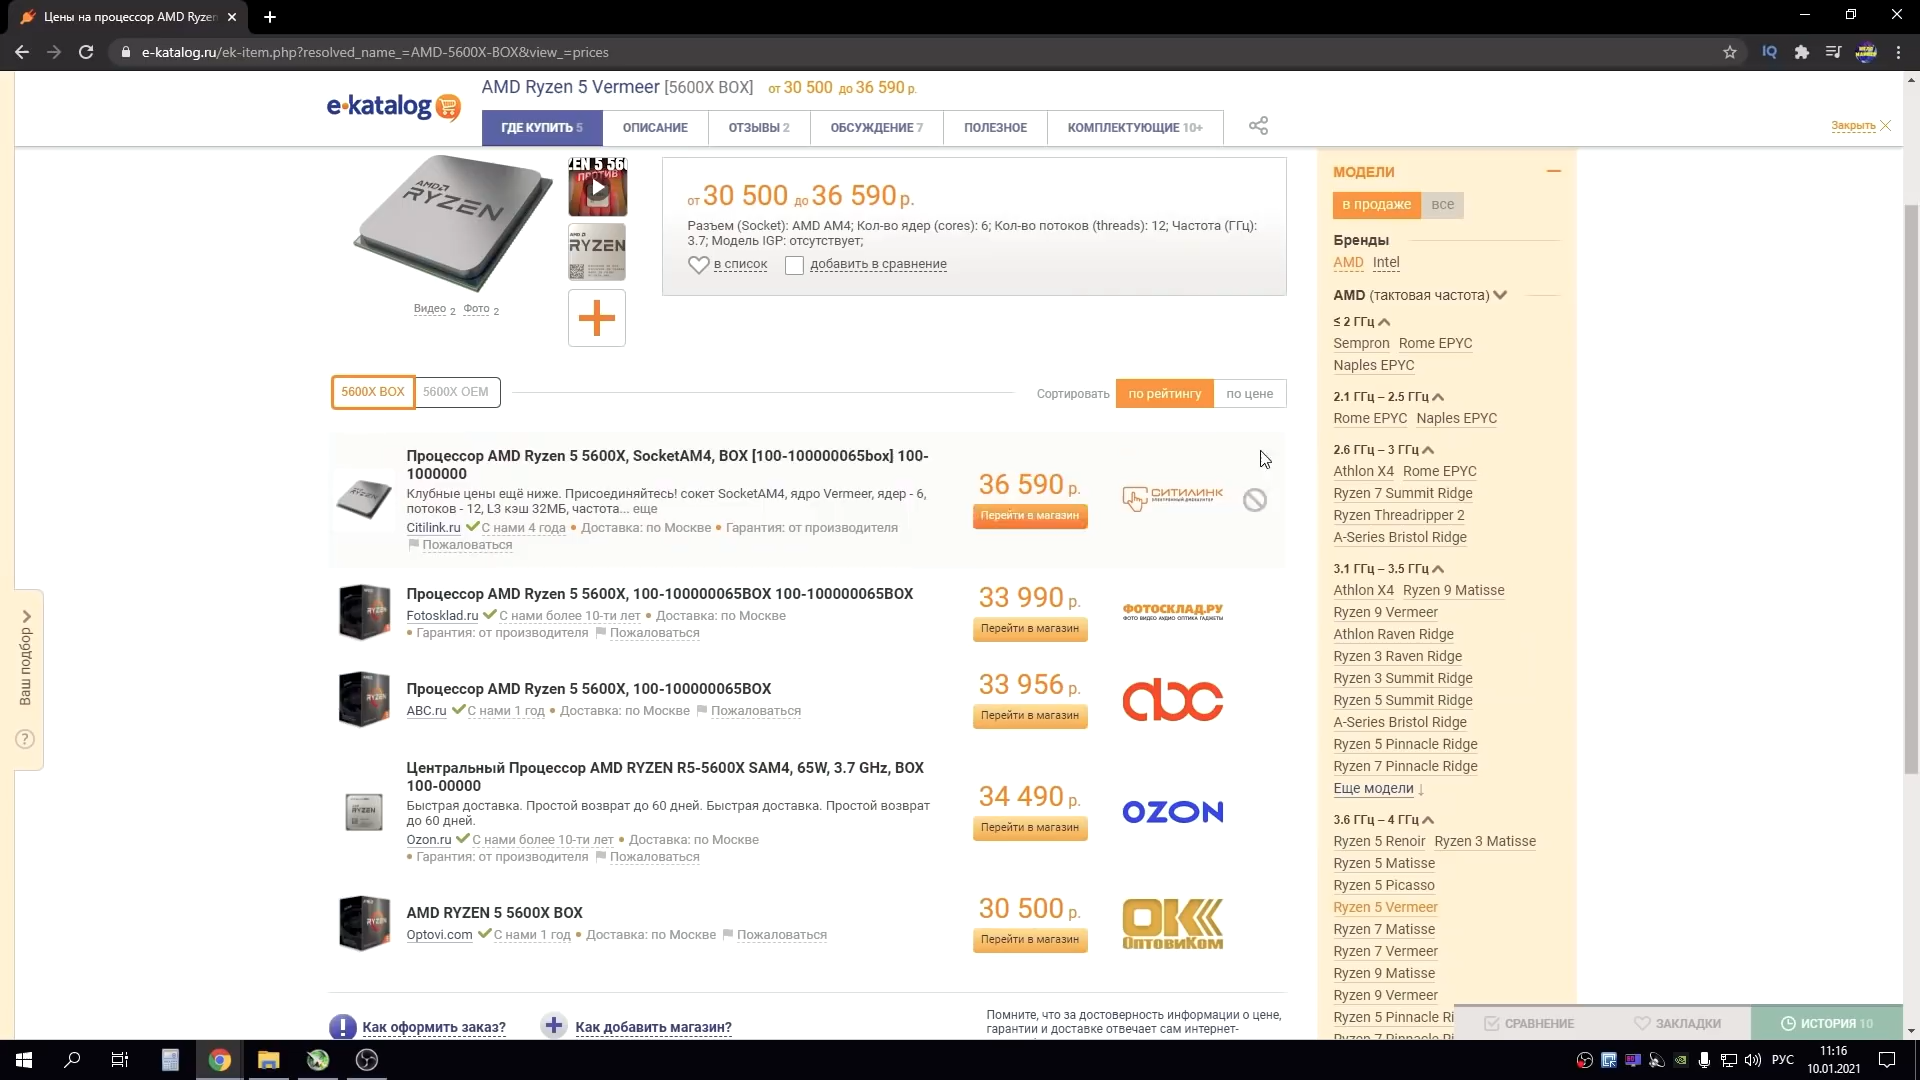 Цены на процессор AMD Ryzen
e-katalog.ru/ek-item.php?resolved_name_=AMD-5600X-BOX&view_=prices
e·katalog
AMD Ryzen 5 Vermeer [5600X BOX] от 30 500 до 36 590 р.
ГДЕ КУПИТЬ 5
ОПИСАНИЕ
ОТЗЫВЫ 2
ОБСУЖДЕНИЕ 7
ПОЛЕЗНОЕ
КОМПЛЕКТУЮЩИЕ 10+
Закрыть
AMD
RYZEN
ПРОТИВ
RYZEN
Видео 2 Фото 2
от 30 500 до 36 590 р.
Разъем (Socket): AMD AM4; Кол-во ядер (cores): 6; Кол-во потоков (threads): 12; Частота (ГГц):
3.7; Модель IGP: отсутствует;
в список
добавить в сравнение
5600X BOX
5600X OEM
Сортировать
по рейтингу
по цене
Процессор AMD Ryzen 5 5600X, SocketAM4, BOX [100-100000065box] 100-
1000000
Клубные цены ещё ниже. Присоединяйтесь! сокет SocketAM4, ядро Vermeer, ядер - 6,
потоков - 12, L3 кэш 32МБ, частота... еще
Citilink.ru С нами 4 года • Доставка: по Москве • Гарантия: от производителя
Пожаловаться
36 590 р.
Перейти в магазин
СИТИЛИНК
ЭЛЕКТРОННЫЙ ДИСКАУНТЕР
Процессор AMD Ryzen 5 5600X, 100-100000065BOX 100-100000065BOX
Fotosklad.ru С нами более 10-ти лет • Доставка: по Москве
• Гарантия: от производителя Пожаловаться
33 990 р.
Перейти в магазин
ФОТОСКЛАД.РУ
ФОТО ВИДЕО АУДИО ОПТИКА ГАДЖЕТЫ
Процессор AMD Ryzen 5 5600X, 100-100000065BOX
ABC.ru С нами 1 год • Доставка: по Москве Пожаловаться
33 956 р.
Перейти в магазин
abc
Центральный Процессор AMD RYZEN R5-5600X SAM4, 65W, 3.7 GHz, BOX
100-00000
Быстрая доставка. Простой возврат до 60 дней. Быстрая доставка. Простой возврат
до 60 дней.
Ozon.ru С нами более 10-ти лет • Доставка: по Москве
• Гарантия: от производителя Пожаловаться
34 490 р.
Перейти в магазин
OZON
AMD RYZEN 5 5600X BOX
Optovi.com С нами 1 год • Доставка: по Москве Пожаловаться
30 500 р.
Перейти в магазин
ОК
ОптовиКом
Как оформить заказ?
Как добавить магазин?
Помните, что за достоверность информации о цене,
гарантии и доставке отвечает сам интернет-
МОДЕЛИ
в продаже
все
Бренды
AMD Intel
AMD (тактовая частота)
≤ 2 ГГц
Sempron Rome EPYC
Naples EPYC
2.1 ГГц – 2.5 ГГц
Rome EPYC Naples EPYC
2.6 ГГц – 3 ГГц
Athlon X4 Rome EPYC
Ryzen 7 Summit Ridge
Ryzen Threadripper 2
A-Series Bristol Ridge
3.1 ГГц – 3.5 ГГц
Athlon X4 Ryzen 9 Matisse
Ryzen 9 Vermeer
Athlon Raven Ridge
Ryzen 3 Raven Ridge
Ryzen 3 Summit Ridge
Ryzen 5 Summit Ridge
A-Series Bristol Ridge
Ryzen 5 Pinnacle Ridge
Ryzen 7 Pinnacle Ridge
Еще модели ↓
3.6 ГГц – 4 ГГц
Ryzen 5 Renoir Ryzen 3 Matisse
Ryzen 5 Matisse
Ryzen 5 Picasso
Ryzen 5 Vermeer
Ryzen 7 Matisse
Ryzen 7 Vermeer
Ryzen 9 Matisse
Ryzen 9 Vermeer
Ryzen 5 Pinnacle Ri
Ваш подбор
?
СРАВНЕНИЕ
ЗАКЛАДКИ
ИСТОРИЯ 10
РУС
11:16
10.01.2021